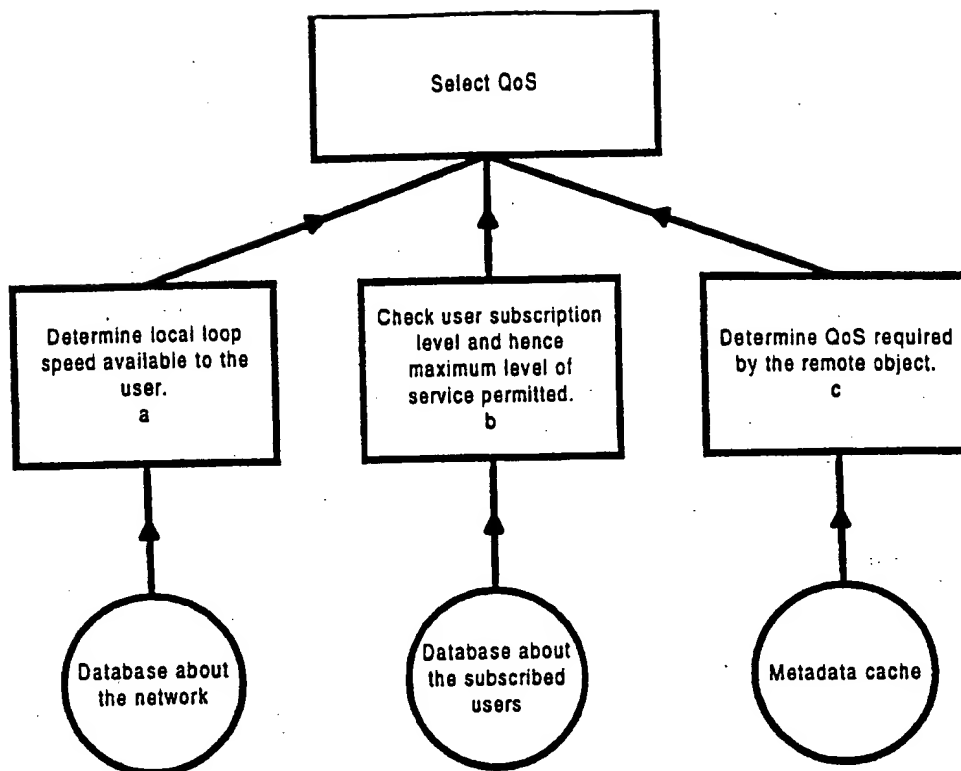 Select QoS
Determine local loop
speed available to the
user.
a
Check user subscription
level and hence
maximum level of
service permitted.
b
Determine QoS required
by the remote object.
c
Database about
the network
Database about
the subscribed
users
Metadata cache